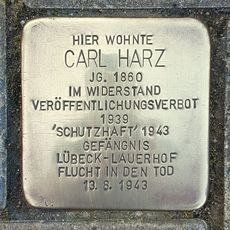 HIER WOHNTE
CARL HARZ
JG. 1860
IM WIDERSTAND
VERÖFFENTLICHUNGSVERBOT
1939
'SCHUTZHAFT' 1943
GEFÄNGNIS
LÜBECK-LAUERHOF
FLUCHT IN DEN TOD
13. 8. 1943